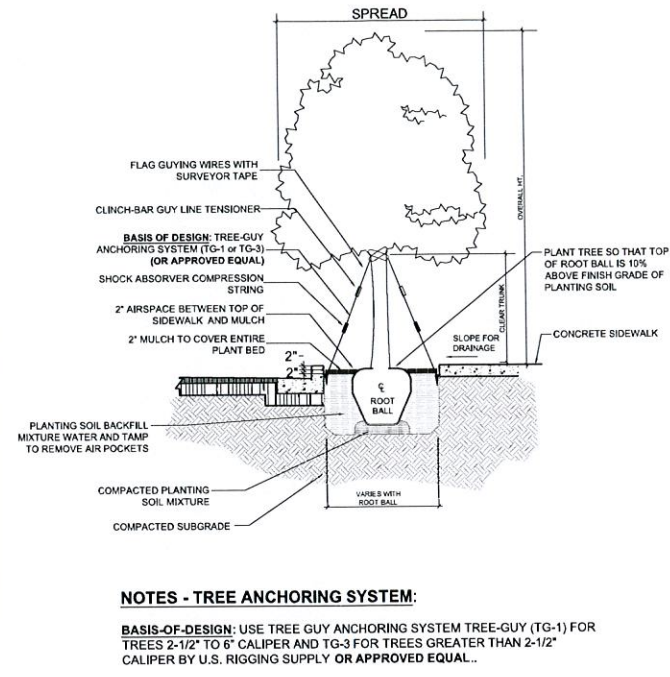 SPREAD
FLAG GUYING WIRES WITH
SURVEYOR TAPE
CLINCH-BAR GUY LINE TENSIONER
BASIS OF DESIGN: TREE-GUY
ANCHORING SYSTEM (TG-1 or TG-3)
(OR APPROVED EQUAL)
SHOCK ABSORVER COMPRESSION
STRING
2" AIRSPACE BETWEEN TOP OF
SIDEWALK AND MULCH
2" MULCH TO COVER ENTIRE
PLANT BED
2"
2"
OVERALL HT.
CLEAR TRUNK
PLANT TREE SO THAT TOP
OF ROOT BALL IS 10%
ABOVE FINISH GRADE OF
PLANTING SOIL
SLOPE FOR
DRAINAGE
CONCRETE SIDEWALK
℄
ROOT
BALL
PLANTING SOIL BACKFILL
MIXTURE WATER AND TAMP
TO REMOVE AIR POCKETS
COMPACTED PLANTING
SOIL MIXTURE
COMPACTED SUBGRADE
VARIES WITH
ROOT BALL
NOTES - TREE ANCHORING SYSTEM:
BASIS-OF-DESIGN: USE TREE GUY ANCHORING SYSTEM TREE-GUY (TG-1) FOR
TREES 2-1/2" TO 6" CALIPER AND TG-3 FOR TREES GREATER THAN 2-1/2"
CALIPER BY U.S. RIGGING SUPPLY OR APPROVED EQUAL..